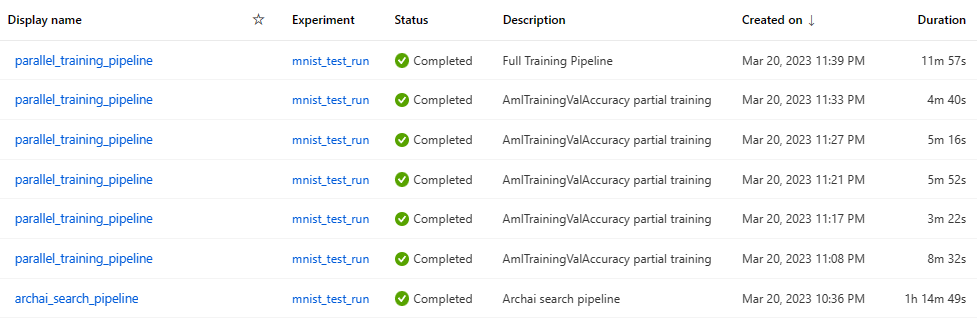 Display name ☆ Experiment Status Description Created on ↓ Duration
parallel_training_pipeline mnist_test_run Completed Full Training Pipeline Mar 20, 2023 11:39 PM 11m 57s
parallel_training_pipeline mnist_test_run Completed AmlTrainingValAccuracy partial training Mar 20, 2023 11:33 PM 4m 40s
parallel_training_pipeline mnist_test_run Completed AmlTrainingValAccuracy partial training Mar 20, 2023 11:27 PM 5m 16s
parallel_training_pipeline mnist_test_run Completed AmlTrainingValAccuracy partial training Mar 20, 2023 11:21 PM 5m 52s
parallel_training_pipeline mnist_test_run Completed AmlTrainingValAccuracy partial training Mar 20, 2023 11:17 PM 3m 22s
parallel_training_pipeline mnist_test_run Completed AmlTrainingValAccuracy partial training Mar 20, 2023 11:08 PM 8m 32s
archai_search_pipeline mnist_test_run Completed Archai search pipeline Mar 20, 2023 10:36 PM 1h 14m 49s